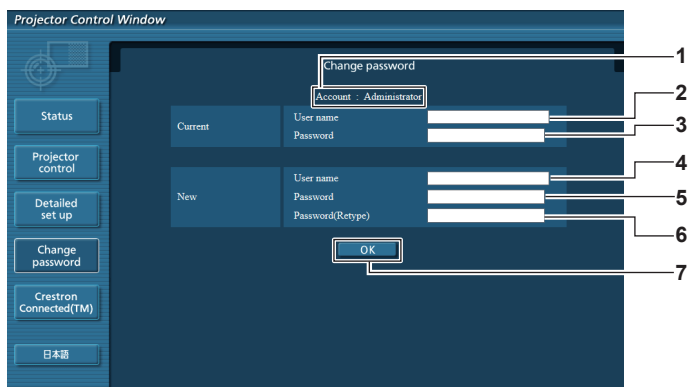 Projector Control Window
Change password
1
Account : Administrator
2
Status
Current
User name
Password
3
Projector
control
4
New
User name
Password
5
Password(Retype)
6
Detailed
set up
Change
password
OK
7
Crestron
Connected(TM)
日本語